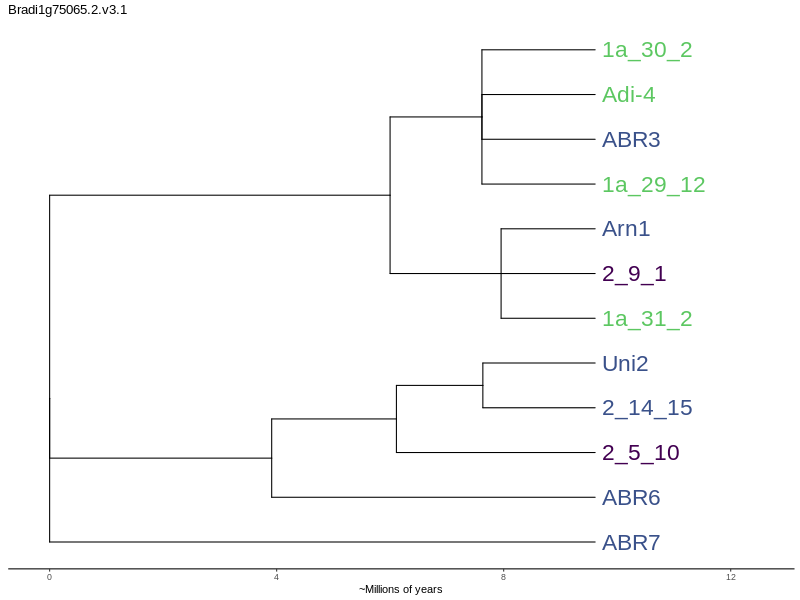 Bradi1g75065.2.v3.1
1a_30_2
Adi-4
ABR3
1a_29_12
Arn1
2_9_1
1a_31_2
Uni2
2_14_15
2_5_10
ABR6
ABR7
0 4 8 12
~Millions of years